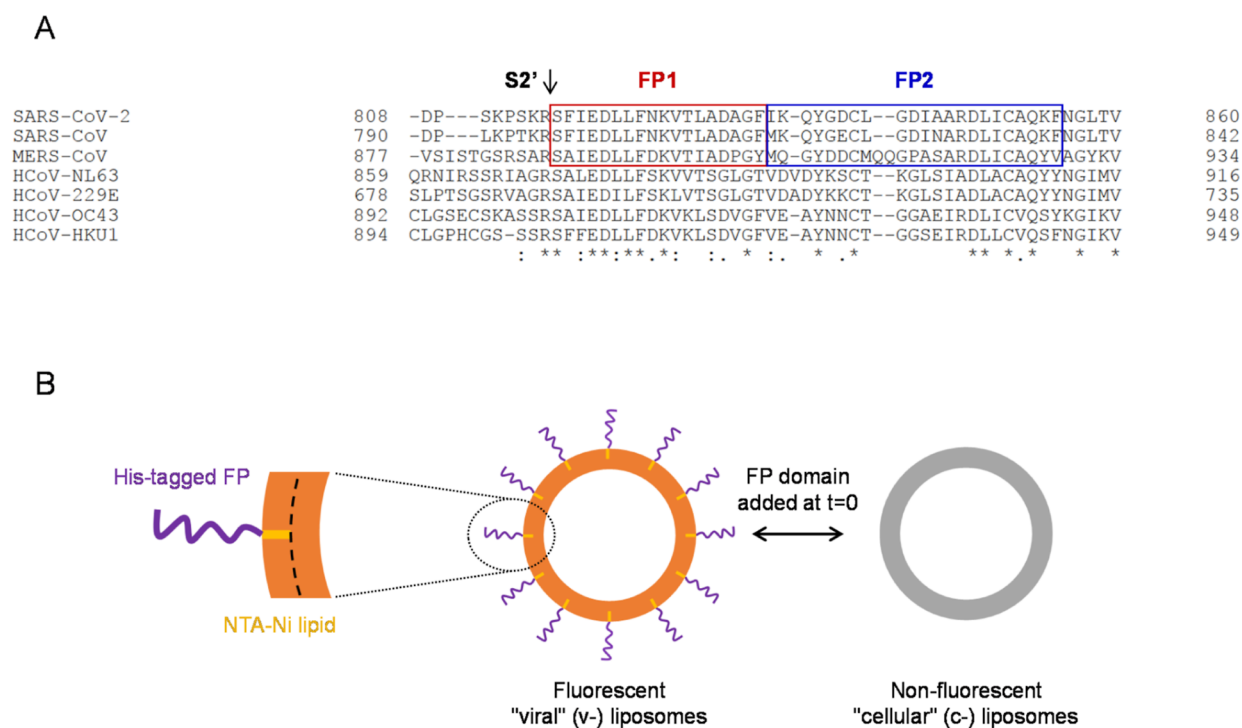 A
S2’ ↓ FP1 FP2
SARS-CoV-2 808 -DP---SKPSKRSFIEDLLFNKVTLADAGFIK-QYGDCL--GDIAARDLICAQKFNGLTV 860
SARS-CoV 790 -DP---LKPTKRSFIEDLLFNKVTLADAGFMK-QYGECL--GDINARDLICAQKFNGLTV 842
MERS-CoV 877 -VSISTGSRSARSAIEDLLFDKVTIADPGYMQ-GYDDCMQQGPASARDLICAQYVAGYKV 934
HCoV-NL63 859 QRNIRSSRIAGRSALEDLLFSKVVTSGLGTVDVDYKSCT--KGLSIADLACAQYYNGIMV 916
HCoV-229E 678 SLPTSGSRVAGRSAIEDILFSKLVTSGLGTVDADYKSCT--KGLSIADLACAQYYNGIMV 735
HCoV-OC43 892 CLGSECSKASSRSAIEDLLFDKVKLSDVGFVE-AYNNCT--GGAEIRDLICVQSYKGIKV 948
HCoV-HKU1 894 CLGPHCGS-SSRSFFEDLLFDKVKLSDVGFVE-AYNNCT--GGSEIRDLLCVQSFNGIKV 949
: ** :**:**.*: :. * :. * .* ** *.* * *
B
His-tagged FP
NTA-Ni lipid
FP domain
added at t=0
Fluorescent
"viral" (v-) liposomes
Non-fluorescent
"cellular" (c-) liposomes